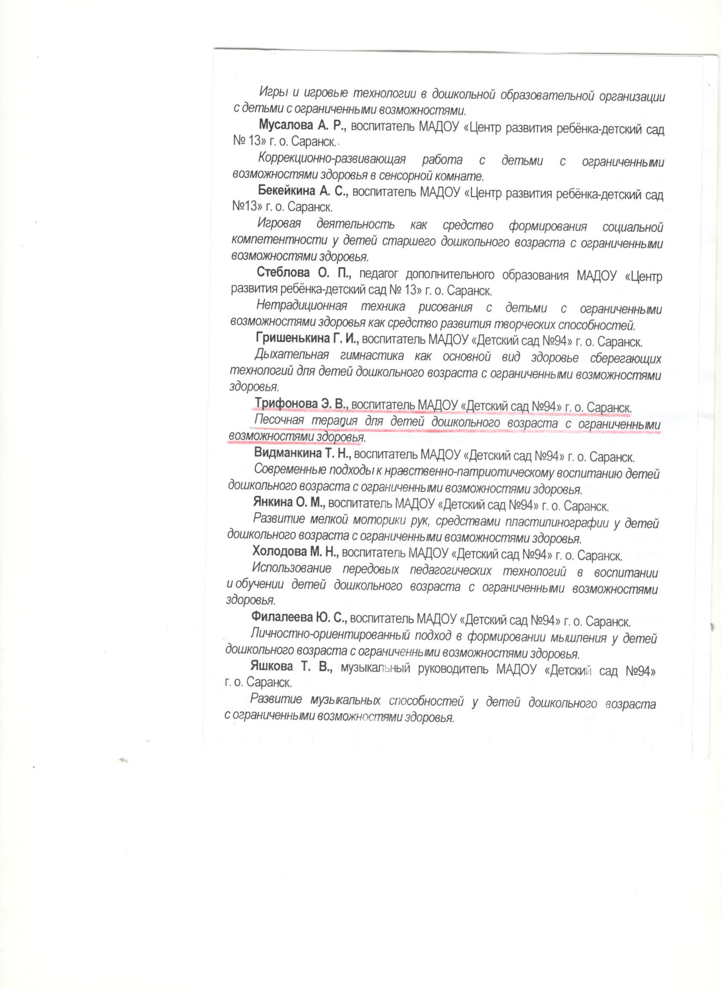 Игры и игровые технологии в дошкольной образовательной организации
с детьми с ограниченными возможностями.
Мусалова А. Р., воспитатель МАДОУ «Центр развития ребёнка-детский сад
№ 13» г. о. Саранск.
Коррекционно-развивающая работа с детьми с ограниченными
возможностями здоровья в сенсорной комнате.
Бекейкина А. С., воспитатель МАДОУ «Центр развития ребёнка-детский сад
№13» г. о. Саранск.
Игровая деятельность как средство формирования социальной
компетентности у детей старшего дошкольного возраста с ограниченными
возможностями здоровья.
Стеблова О. П., педагог дополнительного образования МАДОУ «Центр
развития ребёнка-детский сад № 13» г. о. Саранск.
Нетрадиционная техника рисования с детьми с ограниченными
возможностями здоровья как средство развития творческих способностей.
Гришенькина Г. И., воспитатель МАДОУ «Детский сад №94» г. о. Саранск.
Дыхательная гимнастика как основной вид здоровье сберегающих
технологий для детей дошкольного возраста с ограниченными возможностями
здоровья.
Трифонова Э. В., воспитатель МАДОУ «Детский сад №94» г. о. Саранск.
Песочная терапия для детей дошкольного возраста с ограниченными
возможностями здоровья.
Видманкина Т. Н., воспитатель МАДОУ «Детский сад №94» г. о. Саранск.
Современные подходы к нравственно-патриотическому воспитанию детей
дошкольного возраста с ограниченными возможностями здоровья.
Янкина О. М., воспитатель МАДОУ «Детский сад №94» г. о. Саранск.
Развитие мелкой моторики рук, средствами пластилинографии у детей
дошкольного возраста с ограниченными возможностями здоровья.
Холодова М. Н., воспитатель МАДОУ «Детский сад №94» г. о. Саранск.
Использование передовых педагогических технологий в воспитании
и обучении детей дошкольного возраста с ограниченными возможностями
здоровья.
Филалеева Ю. С., воспитатель МАДОУ «Детский сад №94» г. о. Саранск.
Личностно-ориентированный подход в формировании мышления у детей
дошкольного возраста с ограниченными возможностями здоровья.
Яшкова Т. В., музыкальный руководитель МАДОУ «Детский сад №94»
г. о. Саранск.
Развитие музыкальных способностей у детей дошкольного возраста
с ограниченными возможностями здоровья.